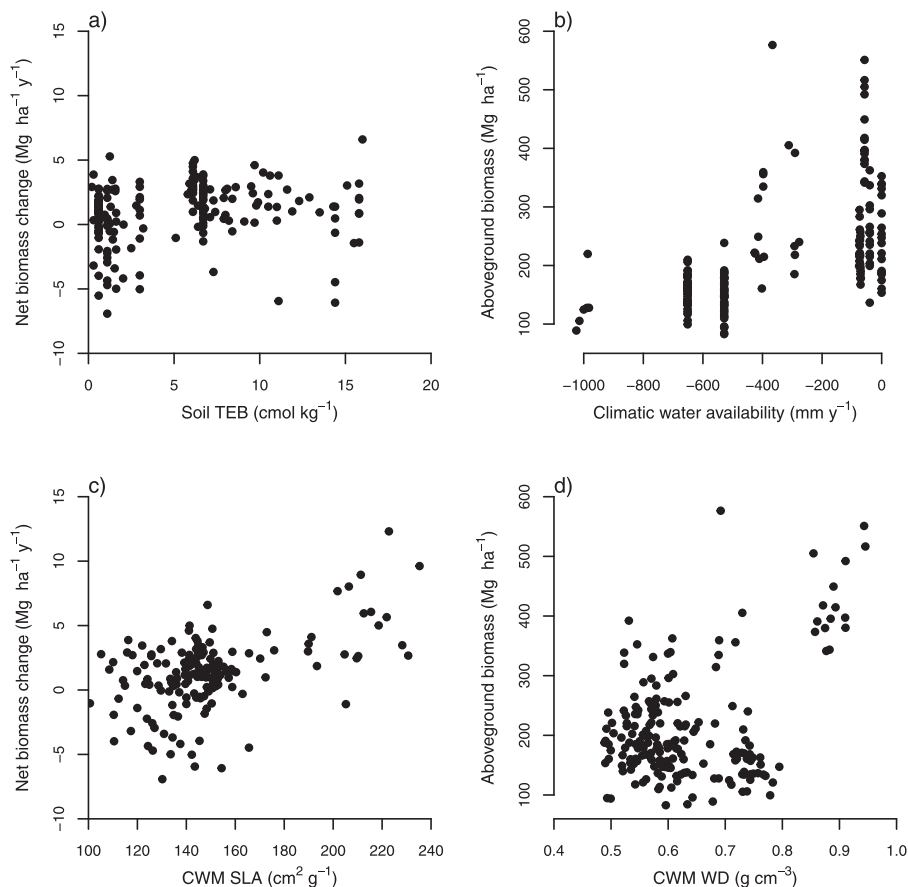 a)
Net biomass change (Mg ha⁻¹ y⁻¹)
15
10
5
0
−5
−10
0 5 10 15 20
Soil TEB (cmol kg⁻¹)
b)
Aboveground biomass (Mg ha⁻¹)
600
500
400
300
200
100
−1000 −800 −600 −400 −200 0
Climatic water availability (mm y⁻¹)
c)
Net biomass change (Mg ha⁻¹ y⁻¹)
15
10
5
0
−5
−10
100 120 140 160 180 200 220 240
CWM SLA (cm² g⁻¹)
d)
Aboveground biomass (Mg ha⁻¹)
600
500
400
300
200
100
0.4 0.5 0.6 0.7 0.8 0.9 1.0
CWM WD (g cm⁻³)